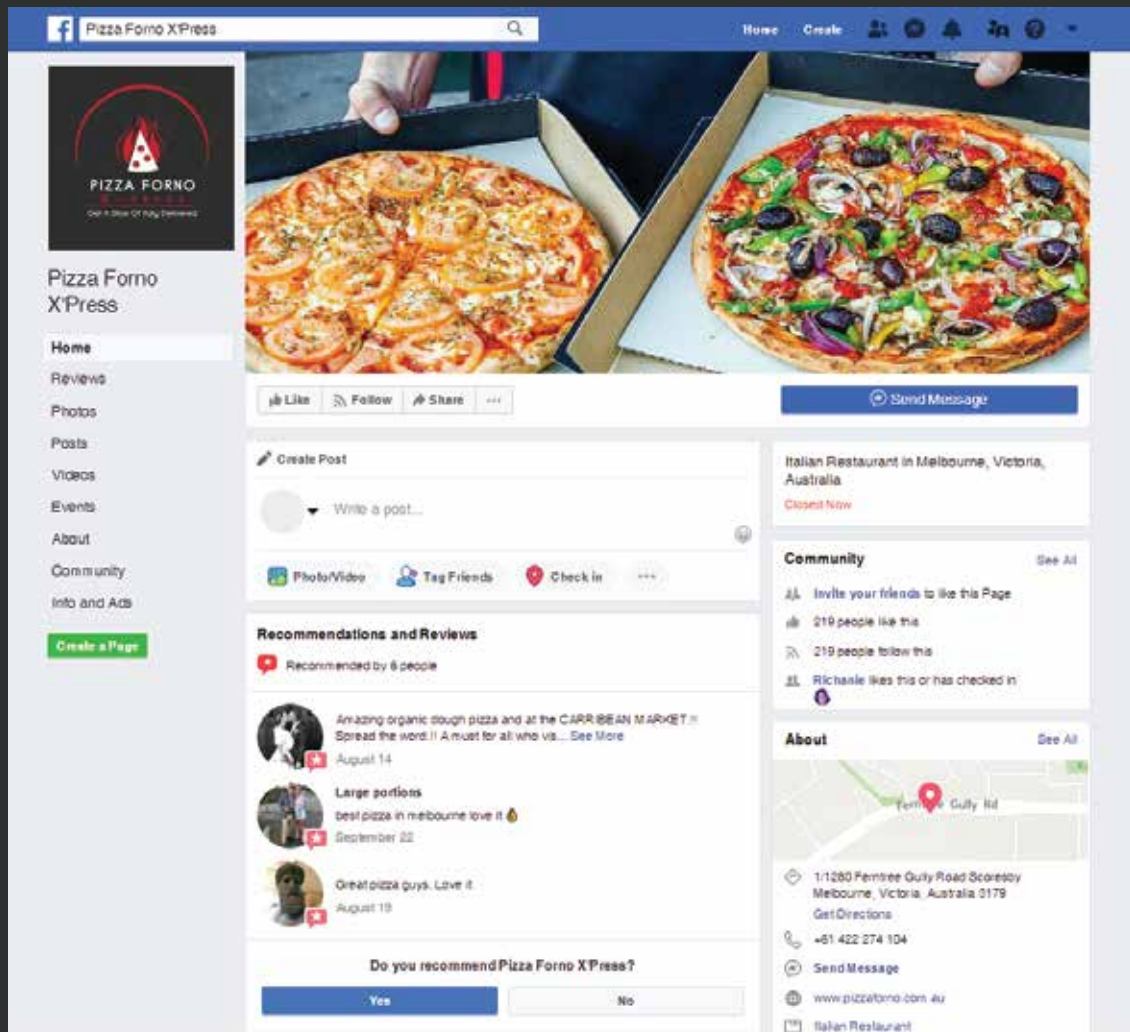 Pizza Forno X'Press
Home Create
PIZZA FORNO
X-PRESS
Get A Slice Of Italy Delivered
Pizza Forno
X'Press
Home
Reviews
Photos
Posts
Videos
Events
About
Community
Info and Ads
Create a Page
Like Follow Share
Send Message
Create Post
Write a post...
Photo/Video Tag Friends Check in
Recommendations and Reviews
Recommended by 6 people
Amazing organic dough pizza and at the CARRIBEAN MARKET.!!
Spread the word.!! A must for all who vis... See More
August 14
Large portions
best pizza in melbourne love it
September 22
Great pizza guys. Love it
August 19
Do you recommend Pizza Forno X'Press?
Yes No
Italian Restaurant in Melbourne, Victoria,
Australia
Closed Now
Community See All
Invite your friends to like this Page
219 people like this
219 people follow this
Richanie likes this or has checked in
About See All
Ferntree Gully Rd
1/1280 Ferntree Gully Road Scoresby
Melbourne, Victoria, Australia 3179
Get Directions
+61 422 274 104
Send Message
www.pizzaforno.com.au
Italian Restaurant